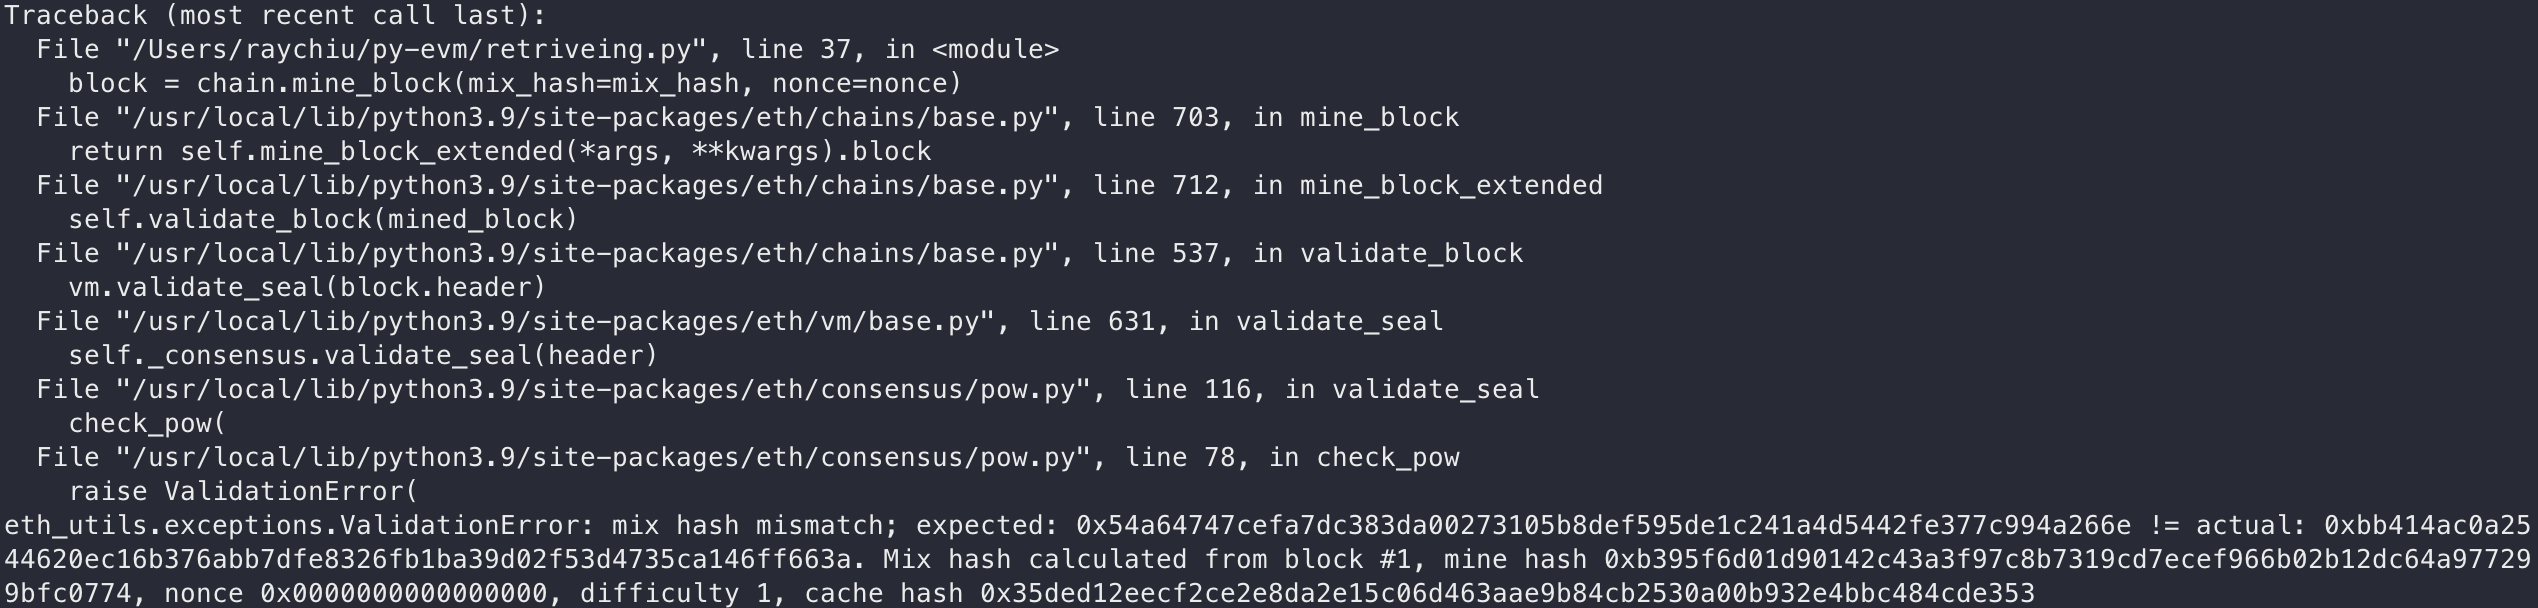 Traceback (most recent call last):
  File "/Users/raychiu/py-evm/retriveing.py", line 37, in <module>
    block = chain.mine_block(mix_hash=mix_hash, nonce=nonce)
  File "/usr/local/lib/python3.9/site-packages/eth/chains/base.py", line 703, in mine_block
    return self.mine_block_extended(*args, **kwargs).block
  File "/usr/local/lib/python3.9/site-packages/eth/chains/base.py", line 712, in mine_block_extended
    self.validate_block(mined_block)
  File "/usr/local/lib/python3.9/site-packages/eth/chains/base.py", line 537, in validate_block
    vm.validate_seal(block.header)
  File "/usr/local/lib/python3.9/site-packages/eth/vm/base.py", line 631, in validate_seal
    self._consensus.validate_seal(header)
  File "/usr/local/lib/python3.9/site-packages/eth/consensus/pow.py", line 116, in validate_seal
    check_pow(
  File "/usr/local/lib/python3.9/site-packages/eth/consensus/pow.py", line 78, in check_pow
    raise ValidationError(
eth_utils.exceptions.ValidationError: mix hash mismatch; expected: 0x54a64747cefa7dc383da00273105b8def595de1c241a4d5442fe377c994a266e != actual: 0xbb414ac0a25
44620ec16b376abb7dfe8326fb1ba39d02f53d4735ca146ff663a. Mix hash calculated from block #1, mine hash 0xb395f6d01d90142c43a3f97c8b7319cd7ecef966b02b12dc64a977729
9bfc0774, nonce 0x0000000000000000, difficulty 1, cache hash 0x35ded12eecf2ce2e8da2e15c06d463aae9b84cb2530a00b932e4bbc484cde353